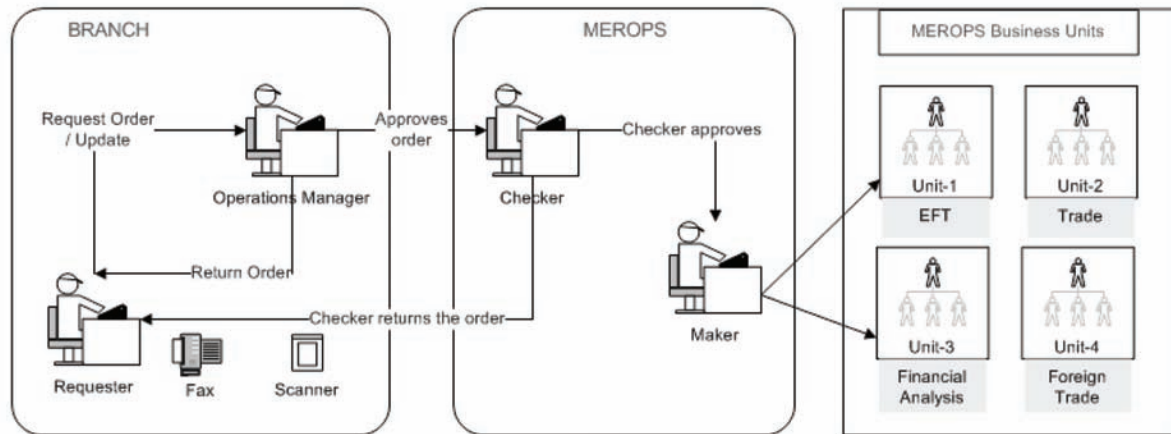 BRANCH
Request Order
/ Update
Operations Manager
Approves
order
Return Order
Requester
Fax
Scanner
MEROPS
Checker
Checker approves
Checker returns the order
Maker
MEROPS Business Units
Unit-1
EFT
Unit-2
Trade
Unit-3
Financial
Analysis
Unit-4
Foreign
Trade